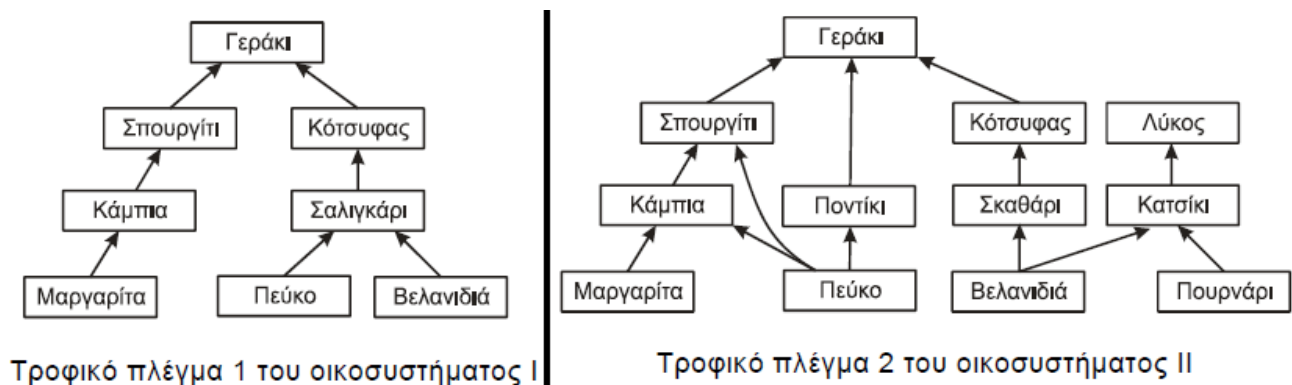 Γεράκι
Σπουργίτι Κότσυφας
Κάμπια Σαλιγκάρι
Μαργαρίτα Πεύκο Βελανιδιά
Τροφικό πλέγμα 1 του οικοσυστήματος Ι
Γεράκι
Σπουργίτι Κότσυφας Λύκος
Κάμπια Ποντίκι Σκαθάρι Κατσίκι
Μαργαρίτα Πεύκο Βελανιδιά Πουρνάρι
Τροφικό πλέγμα 2 του οικοσυστήματος ΙΙ